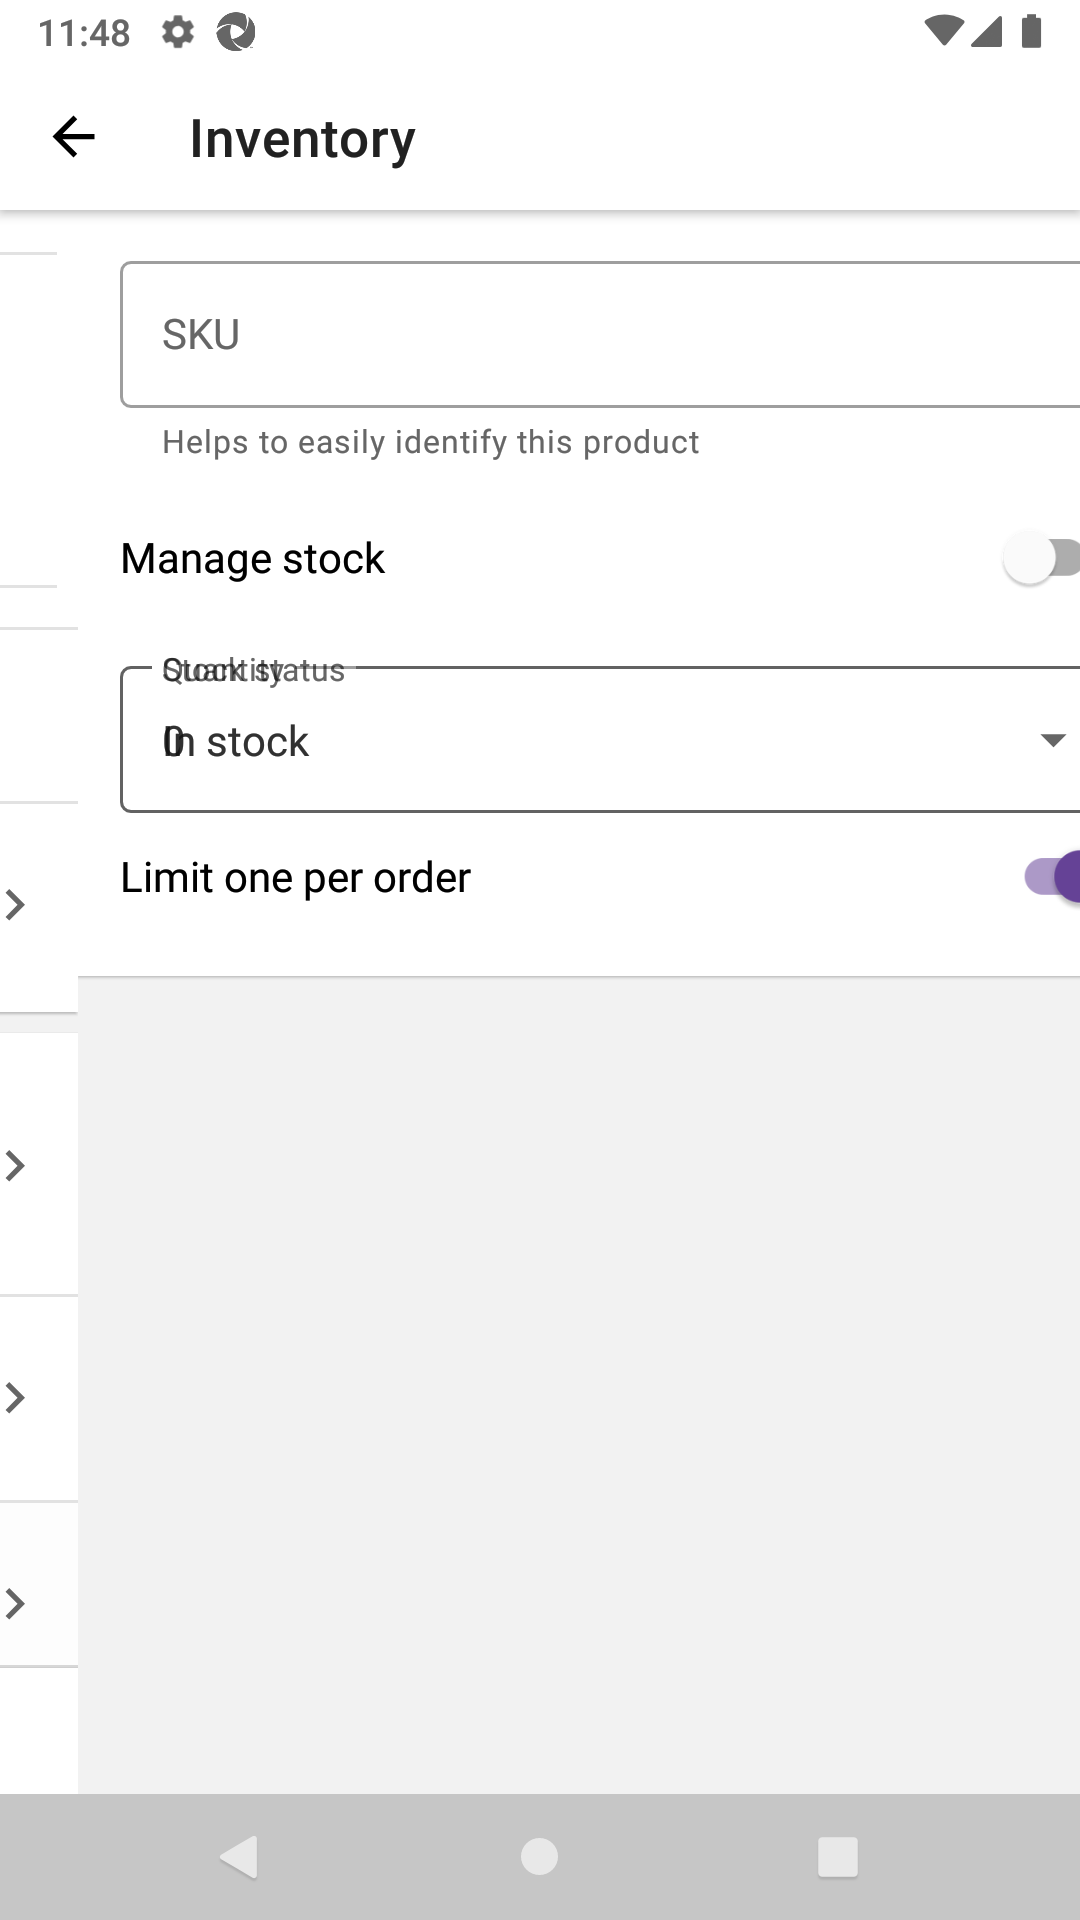 11:48
Inventory
SKU
Helps to easily identify this product
Manage stock
Stock status
Quantity
In stock
0
Limit one per order